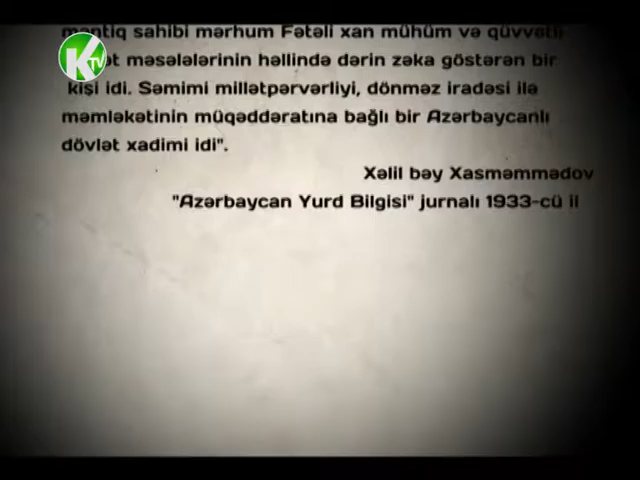 məntiq sahibi mərhum Fətəli xan mühüm və qüvvətli
məsələlərinin həllində dərin zəka göstərən bir
kişi idi. Səmimi millətpərvərliyi, dönməz iradəsi ilə
məmləkətinin müqəddəratına bağlı bir Azərbaycanlı
dövlət xadimi idi".
Xəlil bəy Xasməmmədov
"Azərbaycan Yurd Bilgisi" jurnalı 1933-cü il
KTV